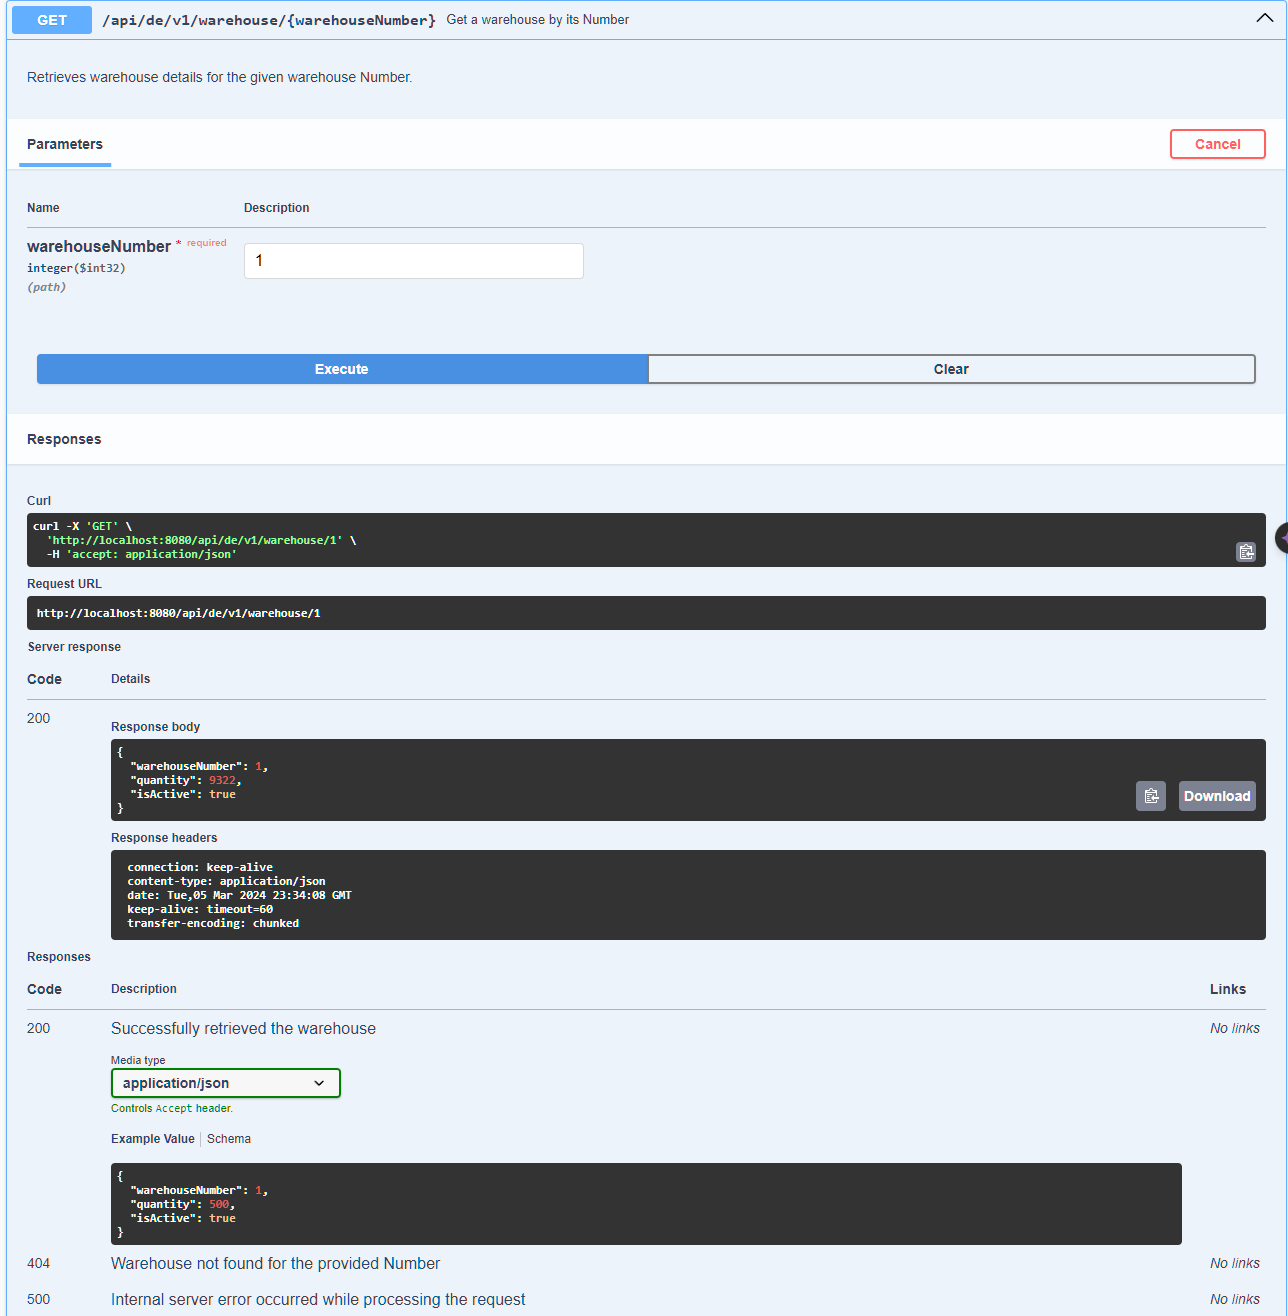 GET /api/de/v1/warehouse/{warehouseNumber} Get a warehouse by its Number
Retrieves warehouse details for the given warehouse Number.
Parameters Cancel
Name Description
warehouseNumber * required
integer($int32)
(path)
1
Execute Clear
Responses
Curl
curl -X 'GET' \
'http://localhost:8080/api/de/v1/warehouse/1' \
-H 'accept: application/json'
Request URL
http://localhost:8080/api/de/v1/warehouse/1
Server response
Code Details
200
Response body
{
"warehouseNumber": 1,
"quantity": 9322,
"isActive": true
}
Download
Response headers
connection: keep-alive
content-type: application/json
date: Tue,05 Mar 2024 23:34:08 GMT
keep-alive: timeout=60
transfer-encoding: chunked
Responses
Code Description Links
200 Successfully retrieved the warehouse No links
Media type
application/json
Controls Accept header.
Example Value Schema
{
"warehouseNumber": 1,
"quantity": 500,
"isActive": true
}
404 Warehouse not found for the provided Number No links
500 Internal server error occurred while processing the request No links